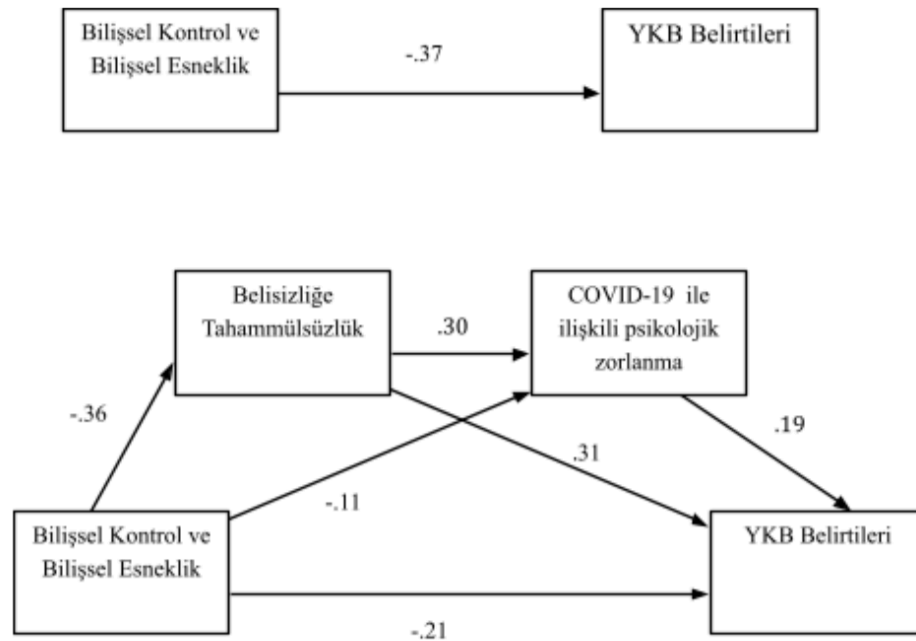 Bilişsel Kontrol ve
Bilişsel Esneklik
-.37
YKB Belirtileri
Belisizliğe
Tahammülsüzlük
.30
COVID-19 ile
ilişkili psikolojik
zorlanma
-.36
.19
.31
-.11
Bilişsel Kontrol ve
Bilişsel Esneklik
YKB Belirtileri
-.21